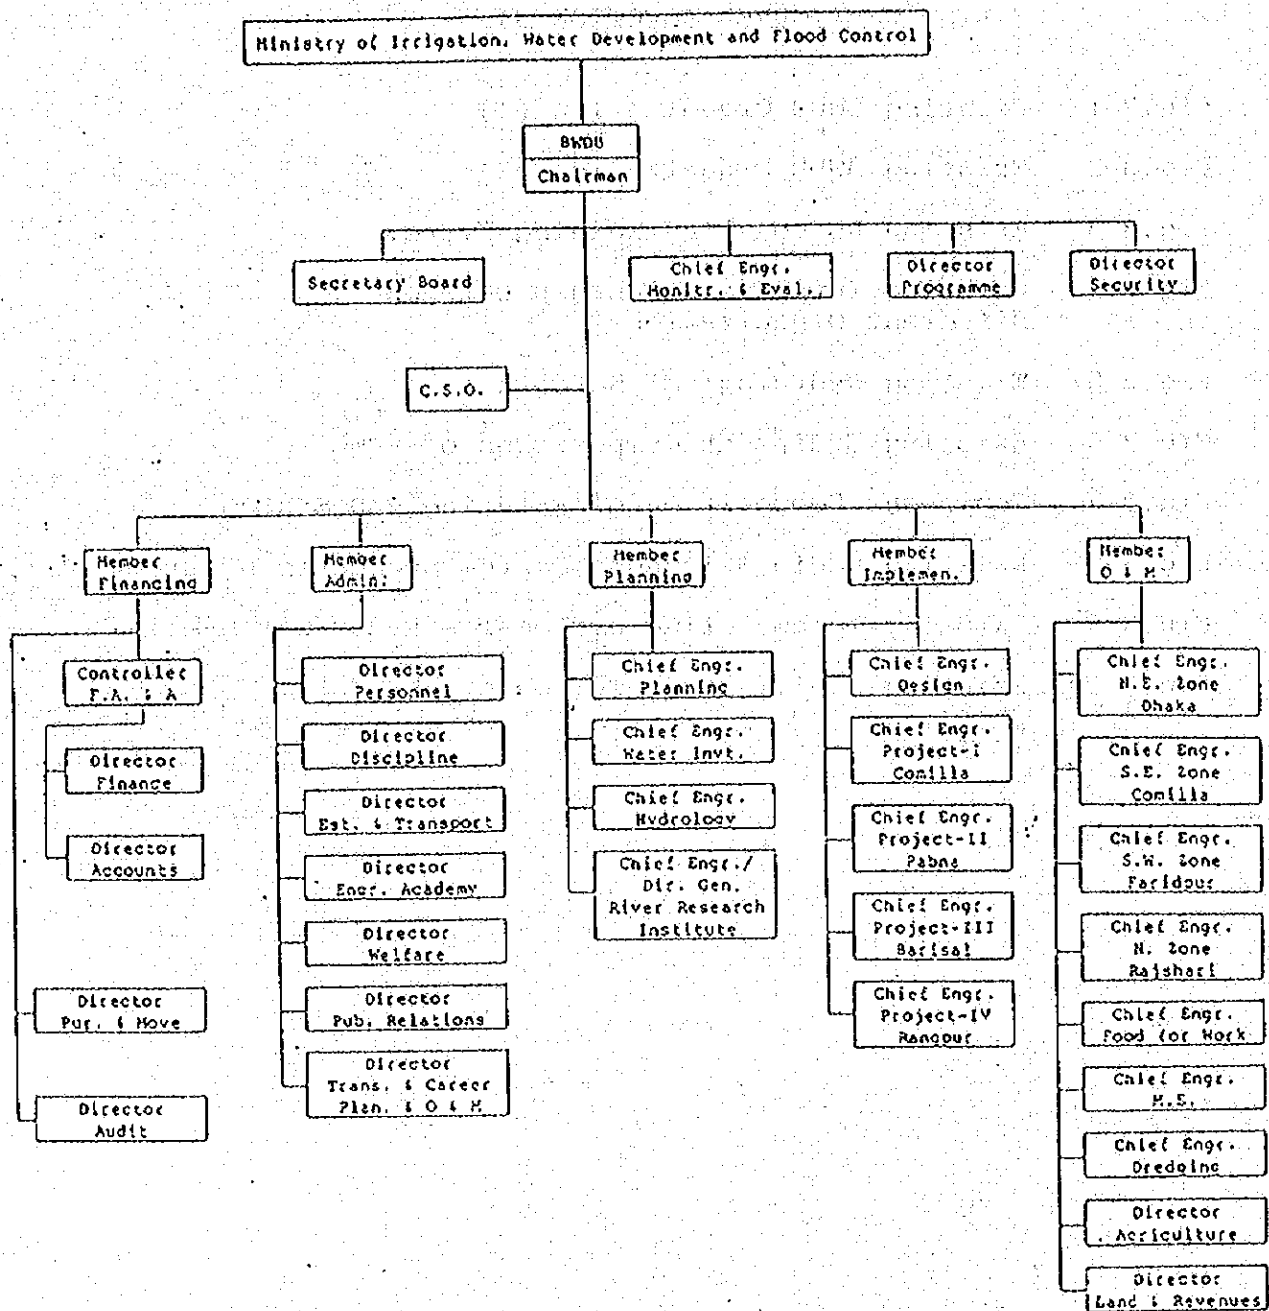 Ministry of Irrigation, Water Development and Flood Control
BWDB
Chairman
Secretary Board
Chief Engr.
Monitr. & Eval.
Director
Programme
Director
Security
C.S.O.
Member
Financing
Member
Admin.
Member
Planning
Member
Implemen.
Member
O & M
Controller
F.A. & A
Director
Finance
Director
Accounts
Director
Pur. & Move
Director
Audit
Director
Personnel
Director
Discipline
Director
Est. & Transport
Director
Engr. Academy
Director
Welfare
Director
Pub. Relations
Director
Trans. & Career
Plan. & O & M
Chief Engr.
Planning
Chief Engr.
Water Invt.
Chief Engr.
Hydrology
Chief Engr./
Dir. Gen.
River Research
Institute
Chief Engr.
Design
Chief Engr.
Project-I
Comilla
Chief Engr.
Project-II
Pabna
Chief Engr.
Project-III
Barisal
Chief Engr.
Project-IV
Rangpur
Chief Engr.
N.E. Zone
Dhaka
Chief Engr.
S.E. Zone
Comilla
Chief Engr.
S.W. Zone
Faridpur
Chief Engr.
N. Zone
Rajshari
Chief Engr.
Food for Work
Chief Engr.
M.E.
Chief Engr.
Dredging
Director
Agriculture
Director
Land & Revenues